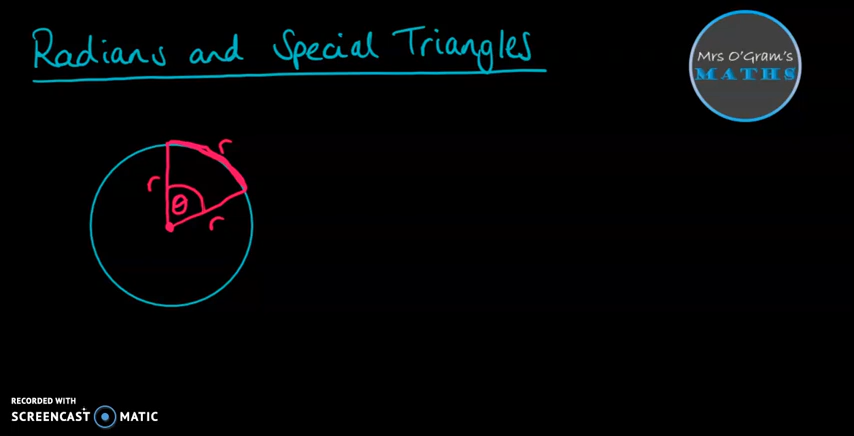 Radians and Special Triangles
Mrs O'Gram's
MATHS
r
r
θ
r
RECORDED WITH
SCREENCAST MATIC